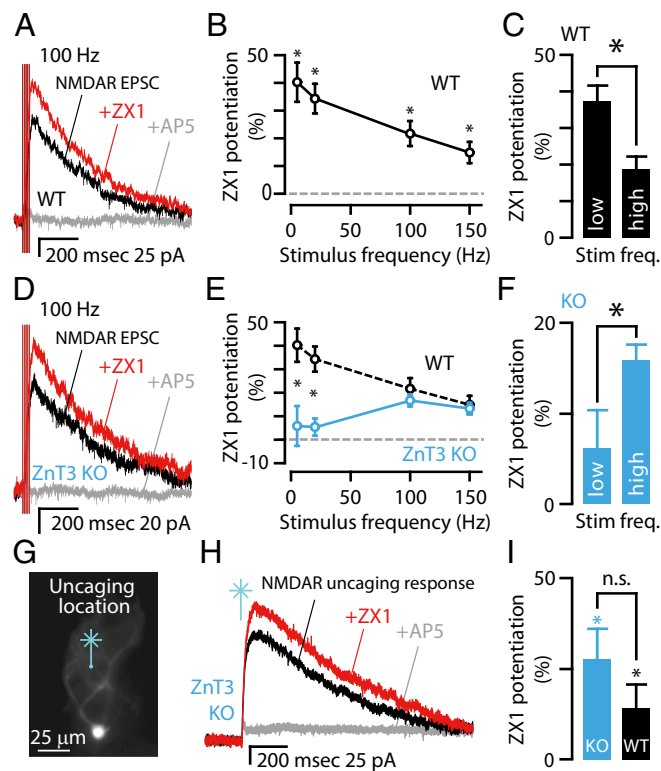 A
100 Hz
NMDAR EPSC
+ZX1
+AP5
WT
200 msec 25 pA
B
ZX1 potentiation
(%)
50
0
* * * *
WT
0 50 100 150
Stimulus frequency (Hz)
C
WT
ZX1 potentiation
(%)
50
0
*
low
high
Stim freq.
D
100 Hz
NMDAR EPSC
+ZX1
+AP5
ZnT3 KO
200 msec 20 pA
E
ZX1 potentiation
(%)
50
-10
WT
* *
ZnT3 KO
0 50 100 150
Stimulus frequency (Hz)
F
KO
ZX1 potentiation
(%)
20
0
*
low
high
Stim freq.
G
Uncaging
location
25 μm
H
NMDAR uncaging response
+ZX1
+AP5
ZnT3
KO
200 msec 25 pA
I
ZX1 potentiation
(%)
50
0
n.s.
* *
KO
WT